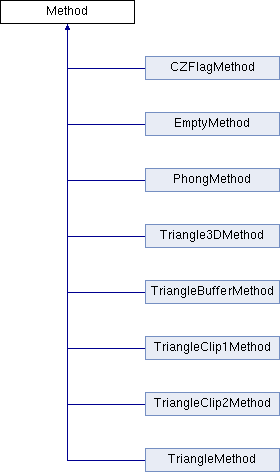 Method
CZFlagMethod
EmptyMethod
PhongMethod
Triangle3DMethod
TriangleBufferMethod
TriangleClip1Method
TriangleClip2Method
TriangleMethod